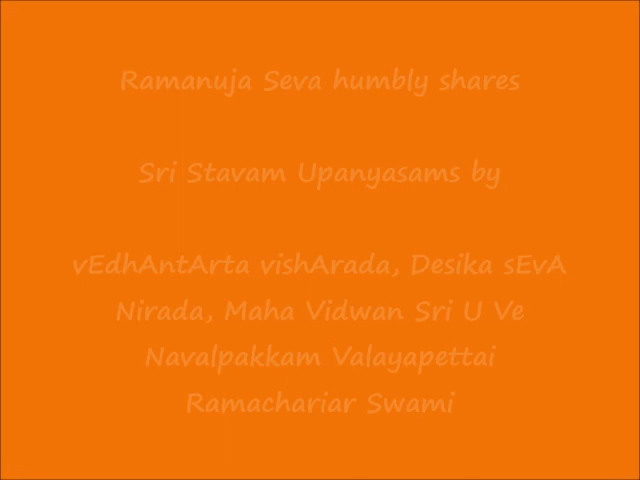 Ramanuja Seva humbly shares
Sri Stavam Upanyasams by
vEdhAntArta vishArada, Desika sEvA
Nirada, Maha Vidwan Sri U Ve
Navalpakkam Valayapettai
Ramachariar Swami